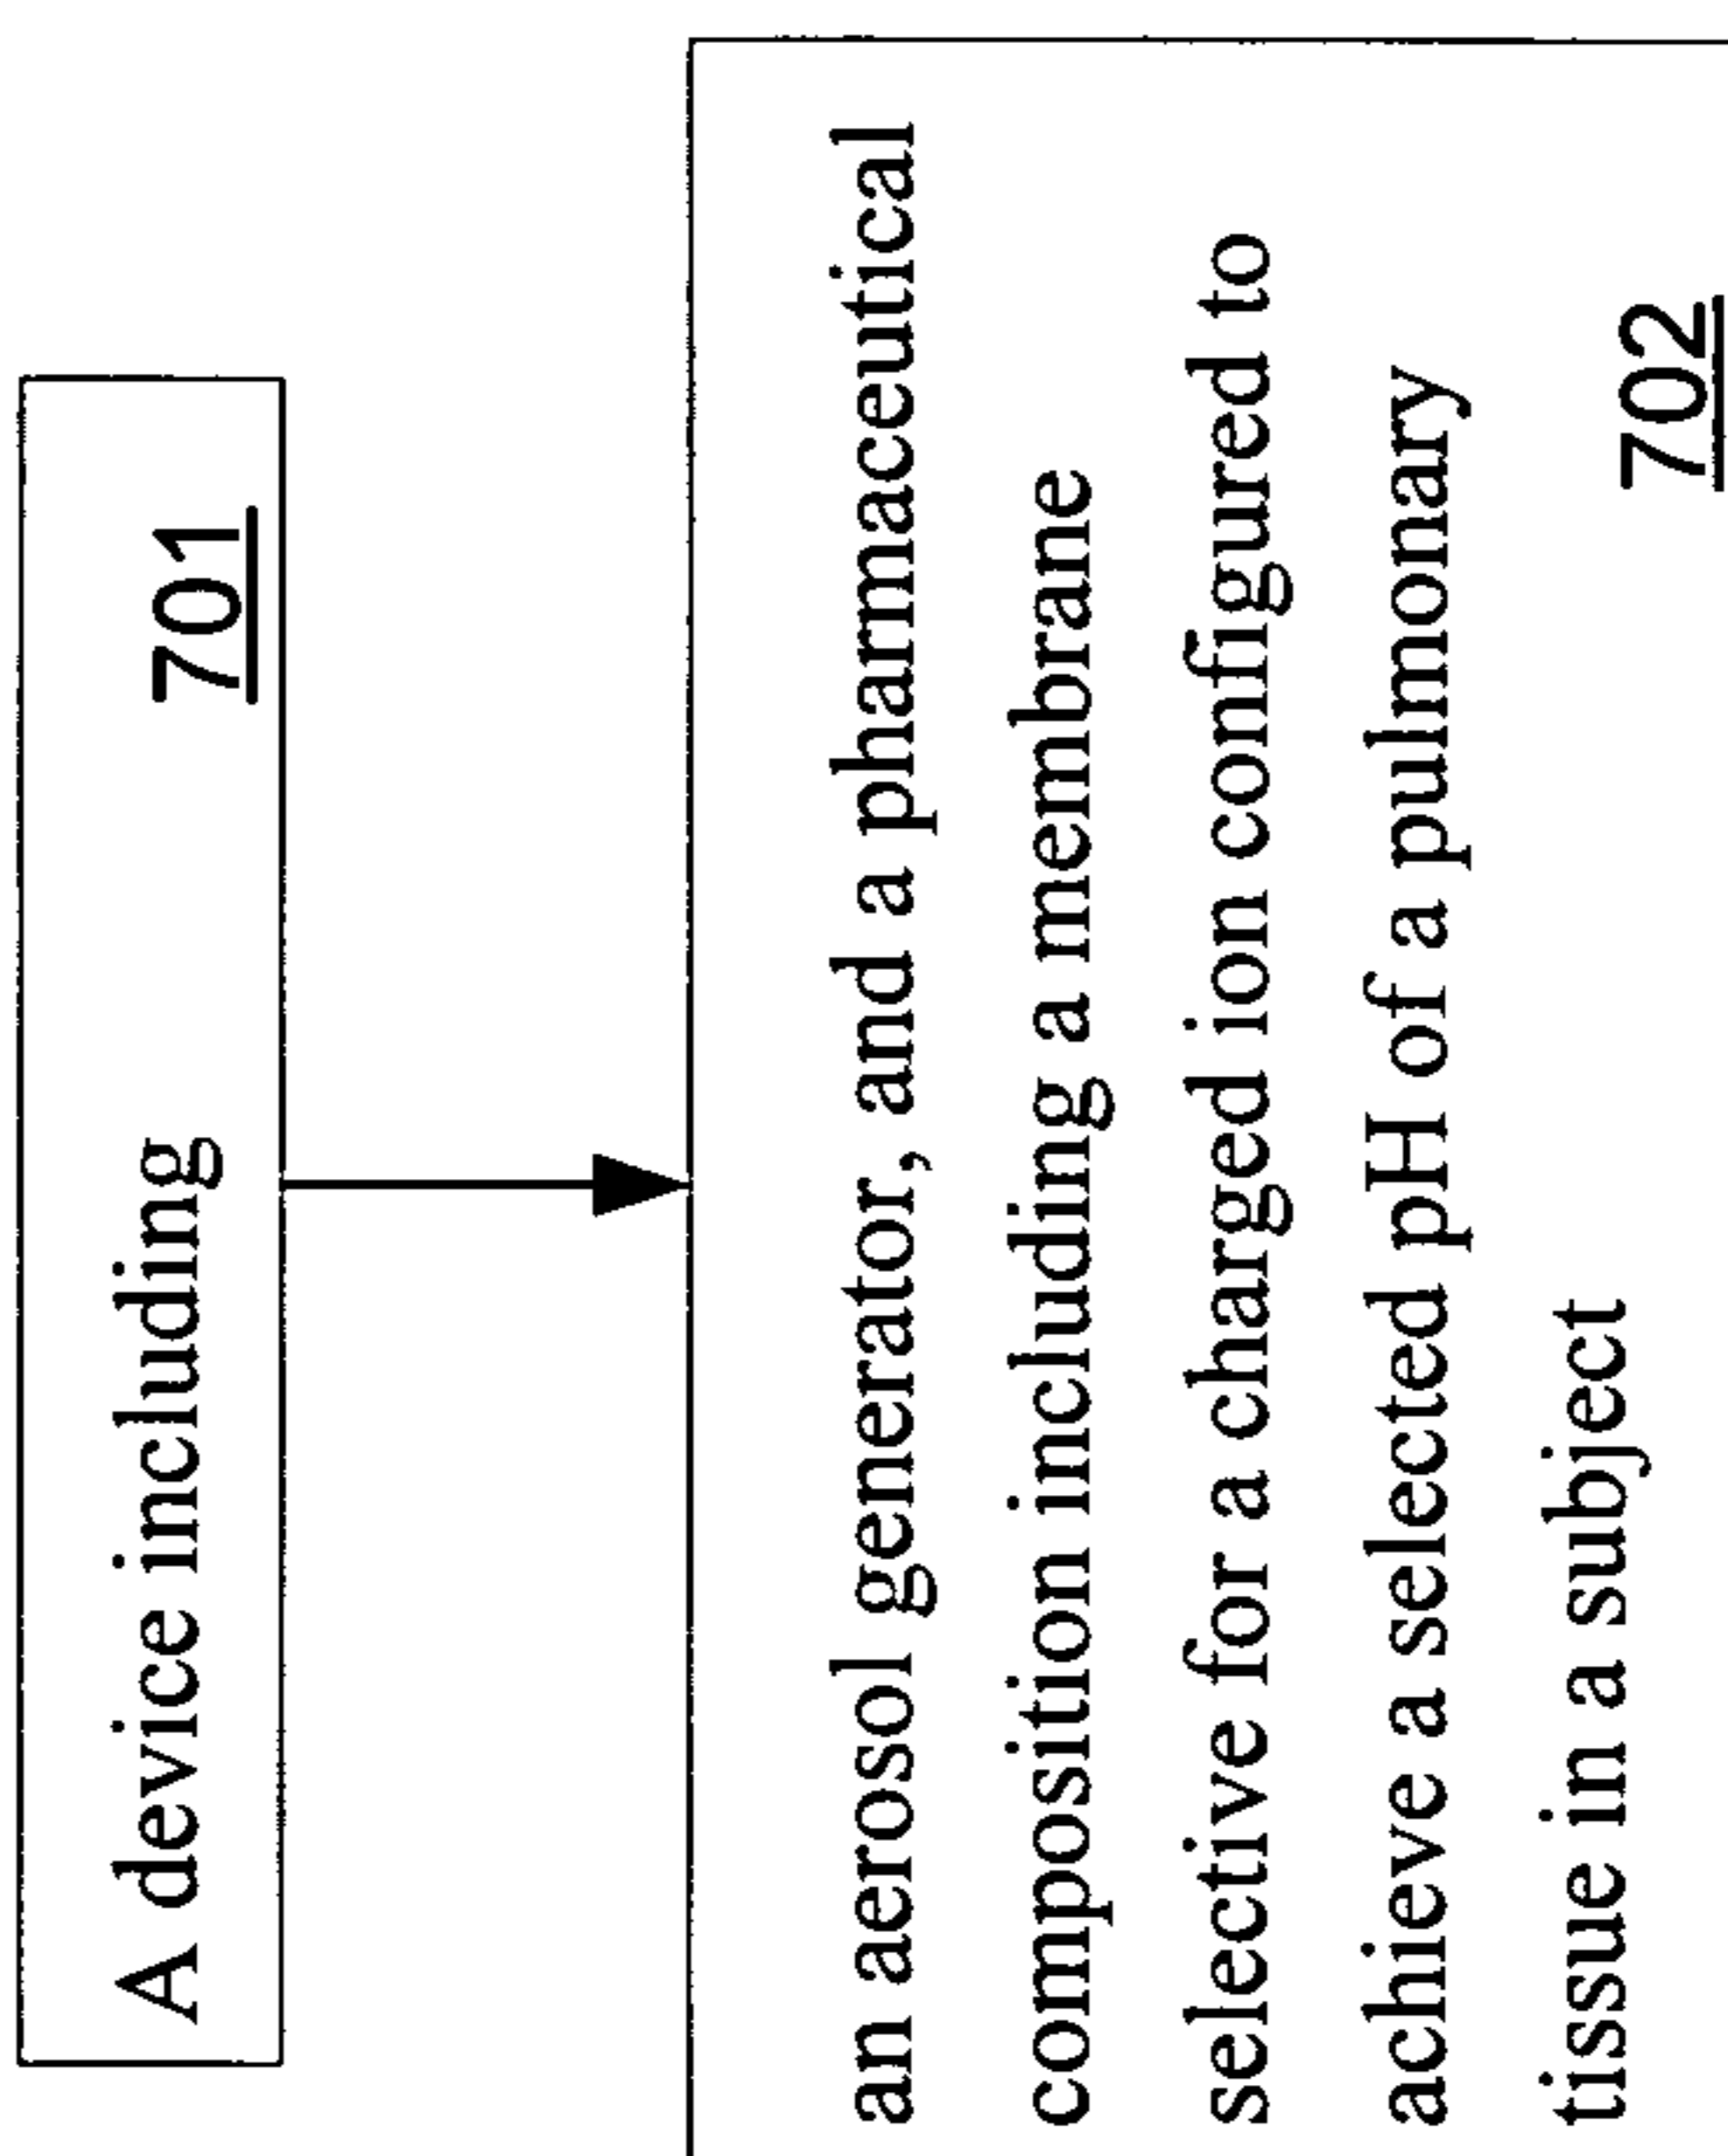 A device including
701
an aerosol generator, and a pharmaceutical
composition including a membrane
selective for a charged ion configured to
achieve a selected pH of a pulmonary
tissue in a subject
702